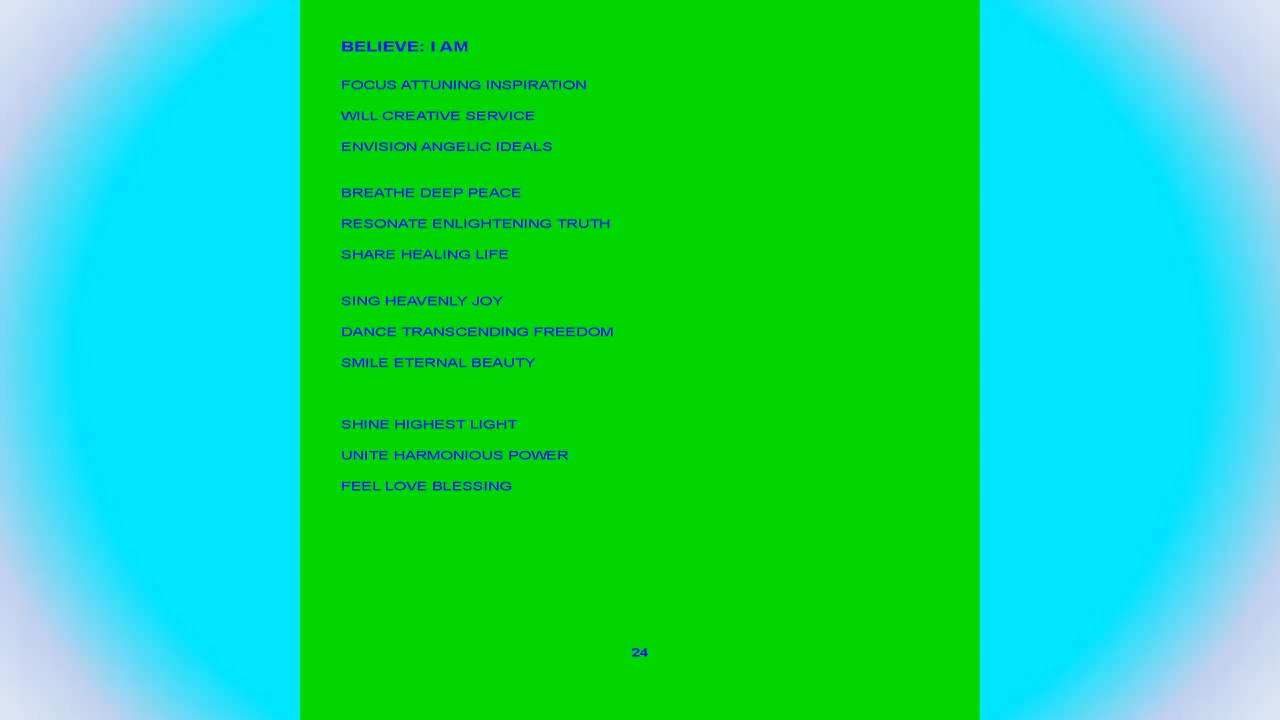 BELIEVE: I AM
FOCUS ATTUNING INSPIRATION
WILL CREATIVE SERVICE
ENVISION ANGELIC IDEALS
BREATHE DEEP PEACE
RESONATE ENLIGHTENING TRUTH
SHARE HEALING LIFE
SING HEAVENLY JOY
DANCE TRANSCENDING FREEDOM
SMILE ETERNAL BEAUTY
SHINE HIGHEST LIGHT
UNITE HARMONIOUS POWER
FEEL LOVE BLESSING
24